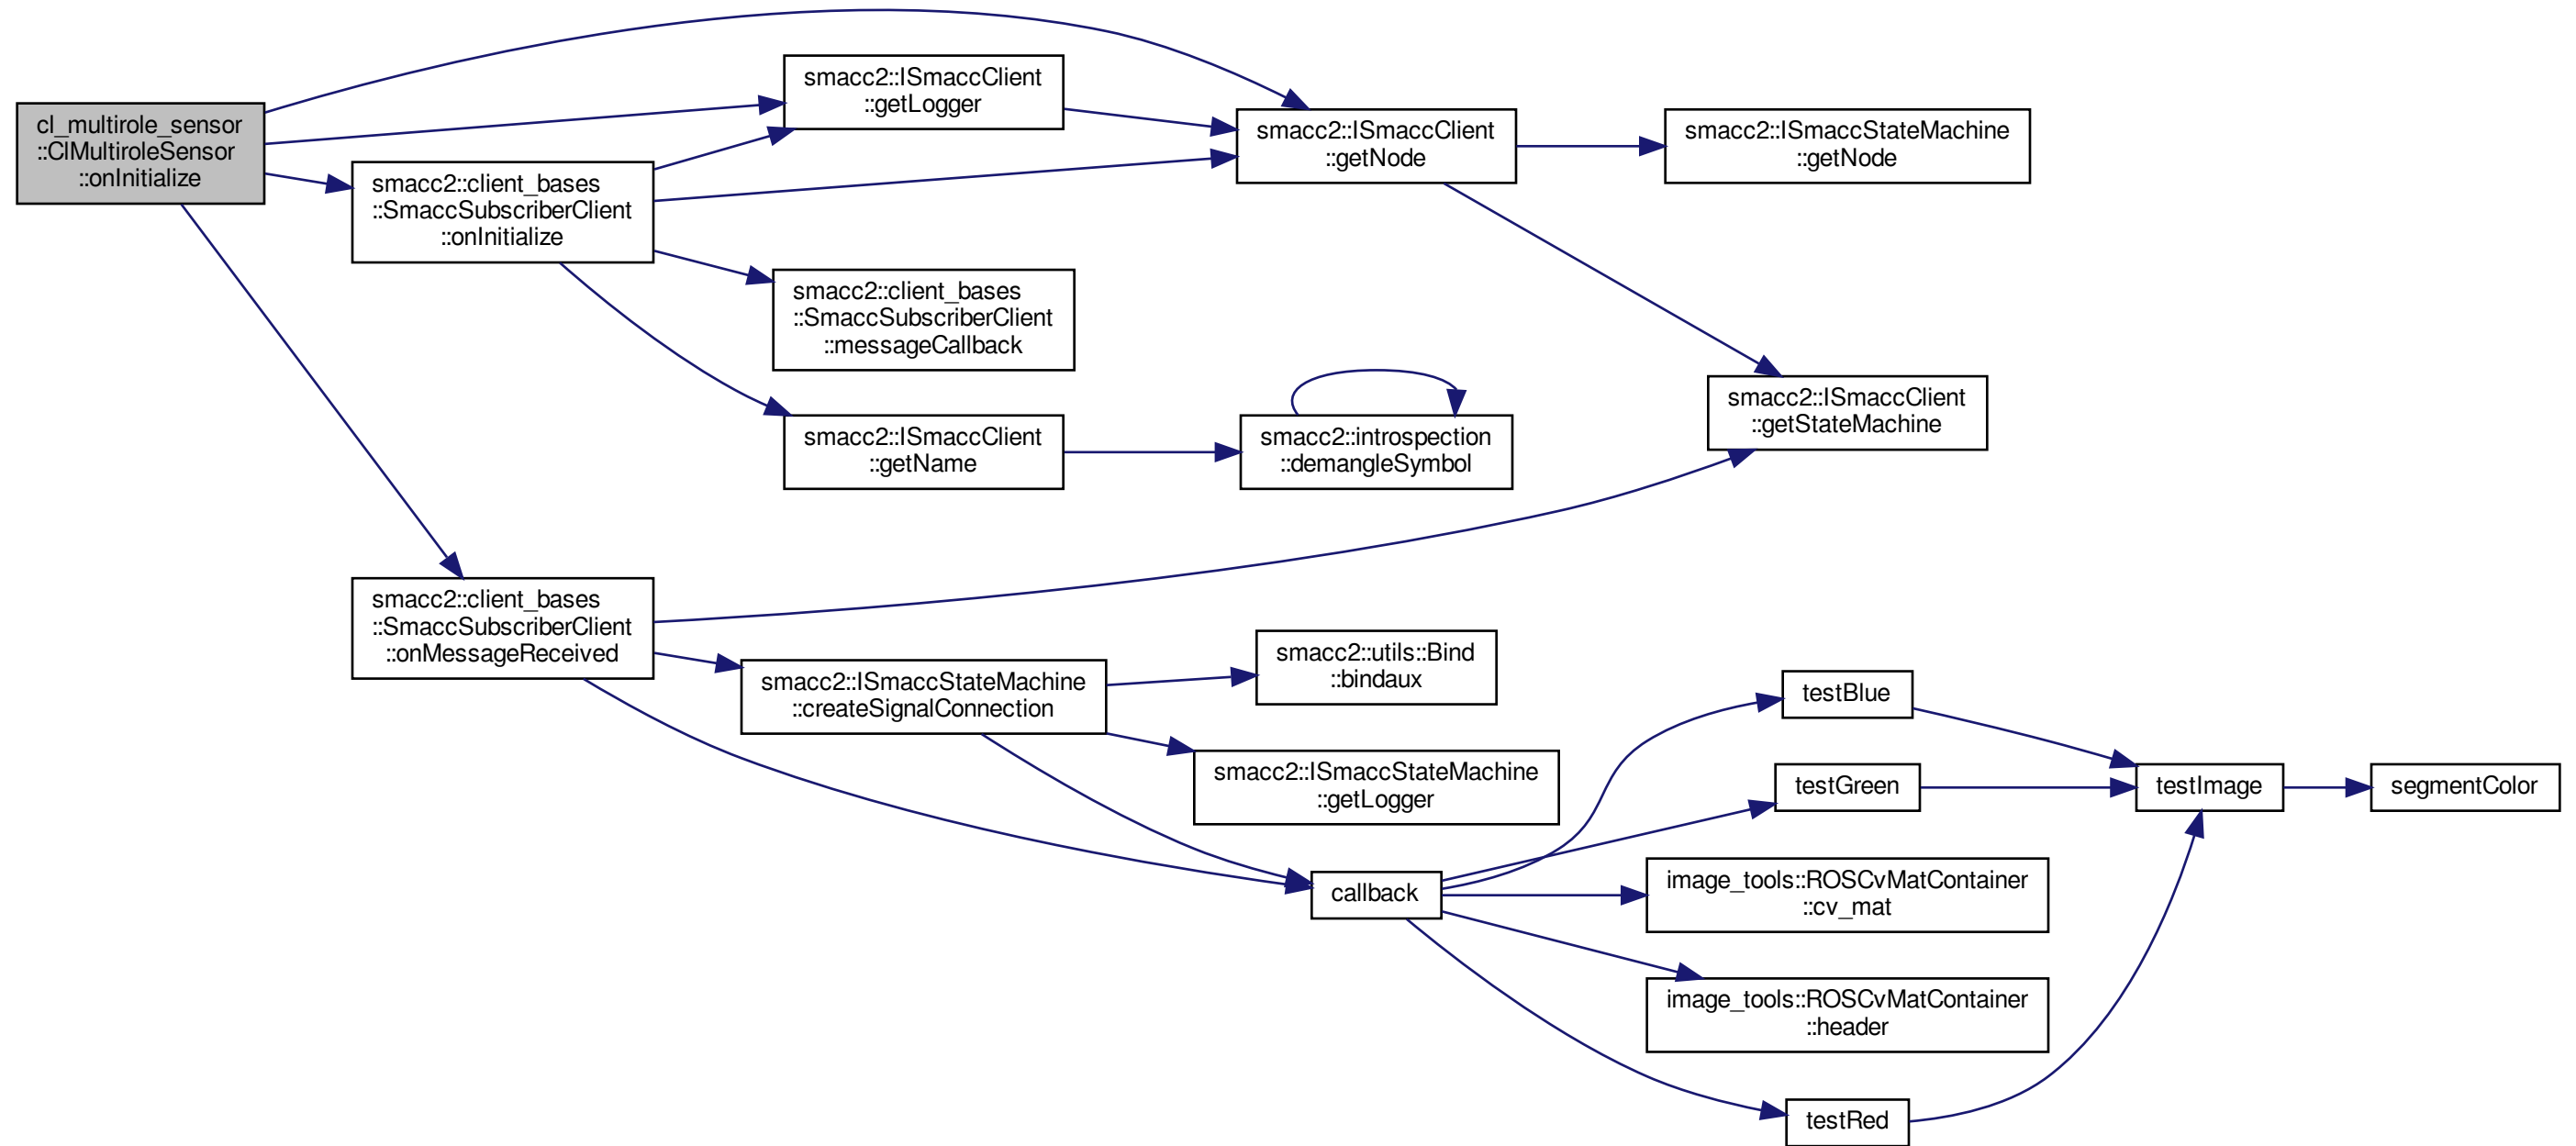 cl_multirole_sensor
::ClMultiroleSensor
::onInitialize
smacc2::ISmaccClient
::getLogger
smacc2::client_bases
::SmaccSubscriberClient
::onInitialize
smacc2::ISmaccClient
::getNode
smacc2::ISmaccStateMachine
::getNode
smacc2::client_bases
::SmaccSubscriberClient
::messageCallback
smacc2::ISmaccClient
::getName
smacc2::introspection
::demangleSymbol
smacc2::ISmaccClient
::getStateMachine
smacc2::client_bases
::SmaccSubscriberClient
::onMessageReceived
smacc2::ISmaccStateMachine
::createSignalConnection
smacc2::utils::Bind
::bindaux
smacc2::ISmaccStateMachine
::getLogger
callback
testBlue
testGreen
image_tools::ROSCvMatContainer
::cv_mat
image_tools::ROSCvMatContainer
::header
testRed
testImage
segmentColor